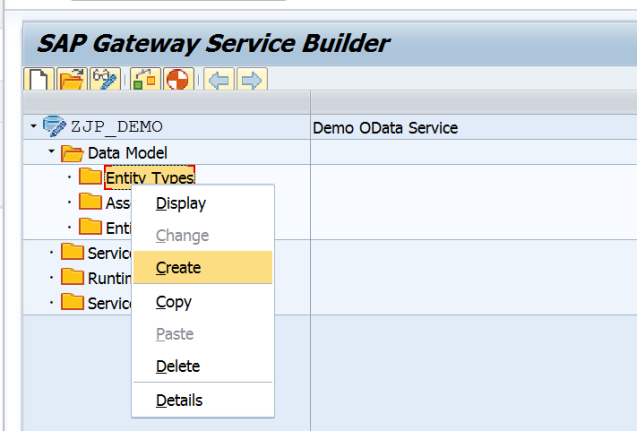 SAP Gateway Service Builder
ZJP_DEMO
Demo OData Service
Data Model
Entity Types
Ass
Display
Enti
Change
Servic
Create
Runtin
Servic
Copy
Paste
Delete
Details